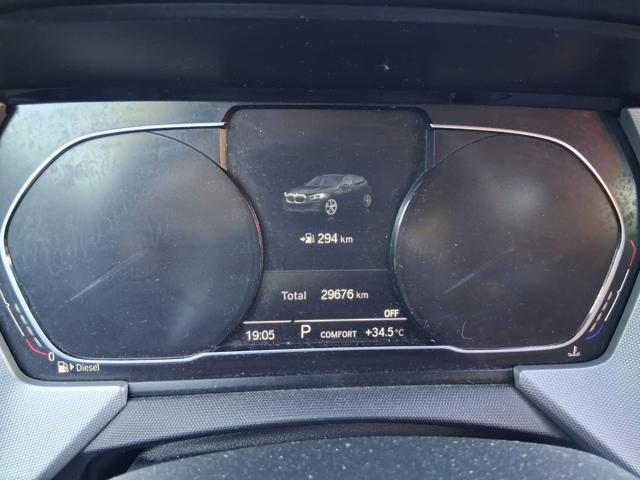 294 km
Total 29676 km
OFF
19:05 P COMFORT +34.5°C
0
Diesel